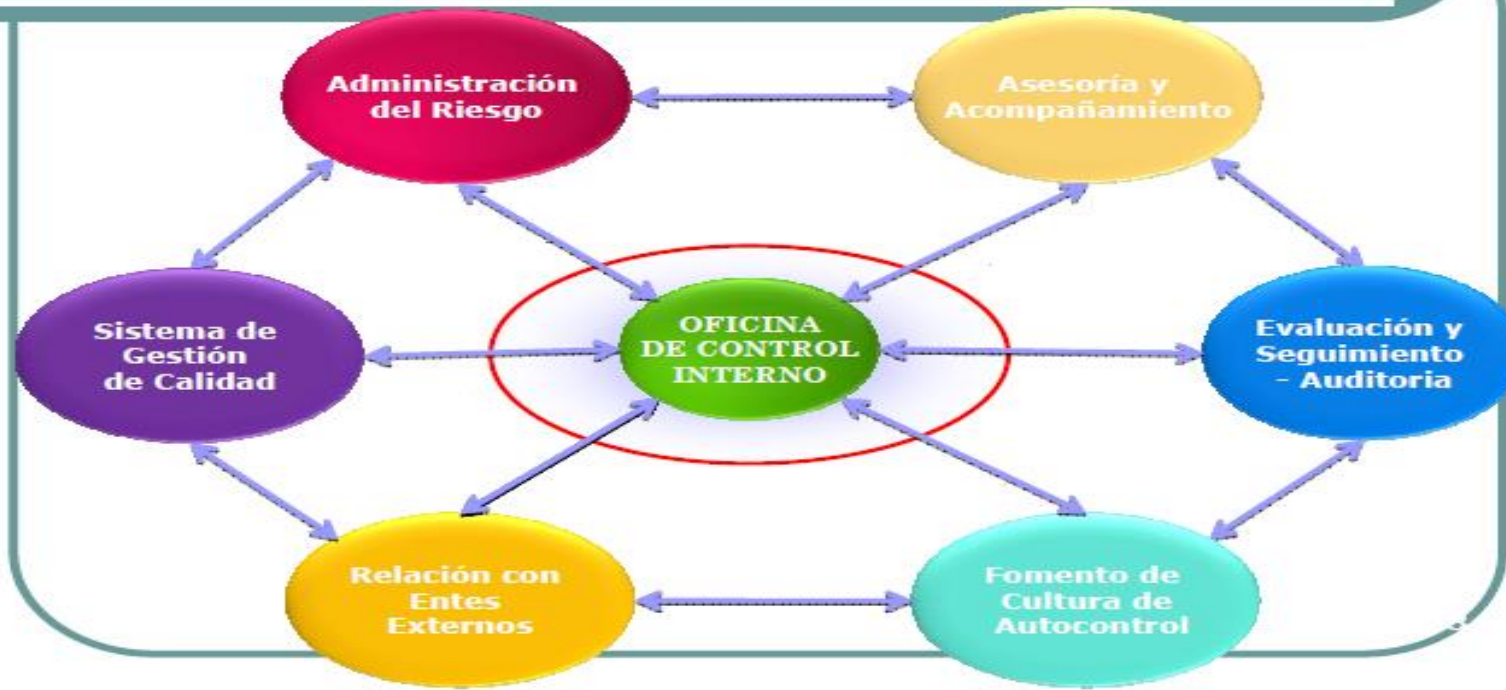 Administración
del Riesgo
Asesoría y
Acompañamiento
Sistema de
Gestión
de Calidad
OFICINA
DE CONTROL
INTERNO
Evaluación y
Seguimiento
- Auditoria
Relación con
Entes
Externos
Fomento de
Cultura de
Autocontrol